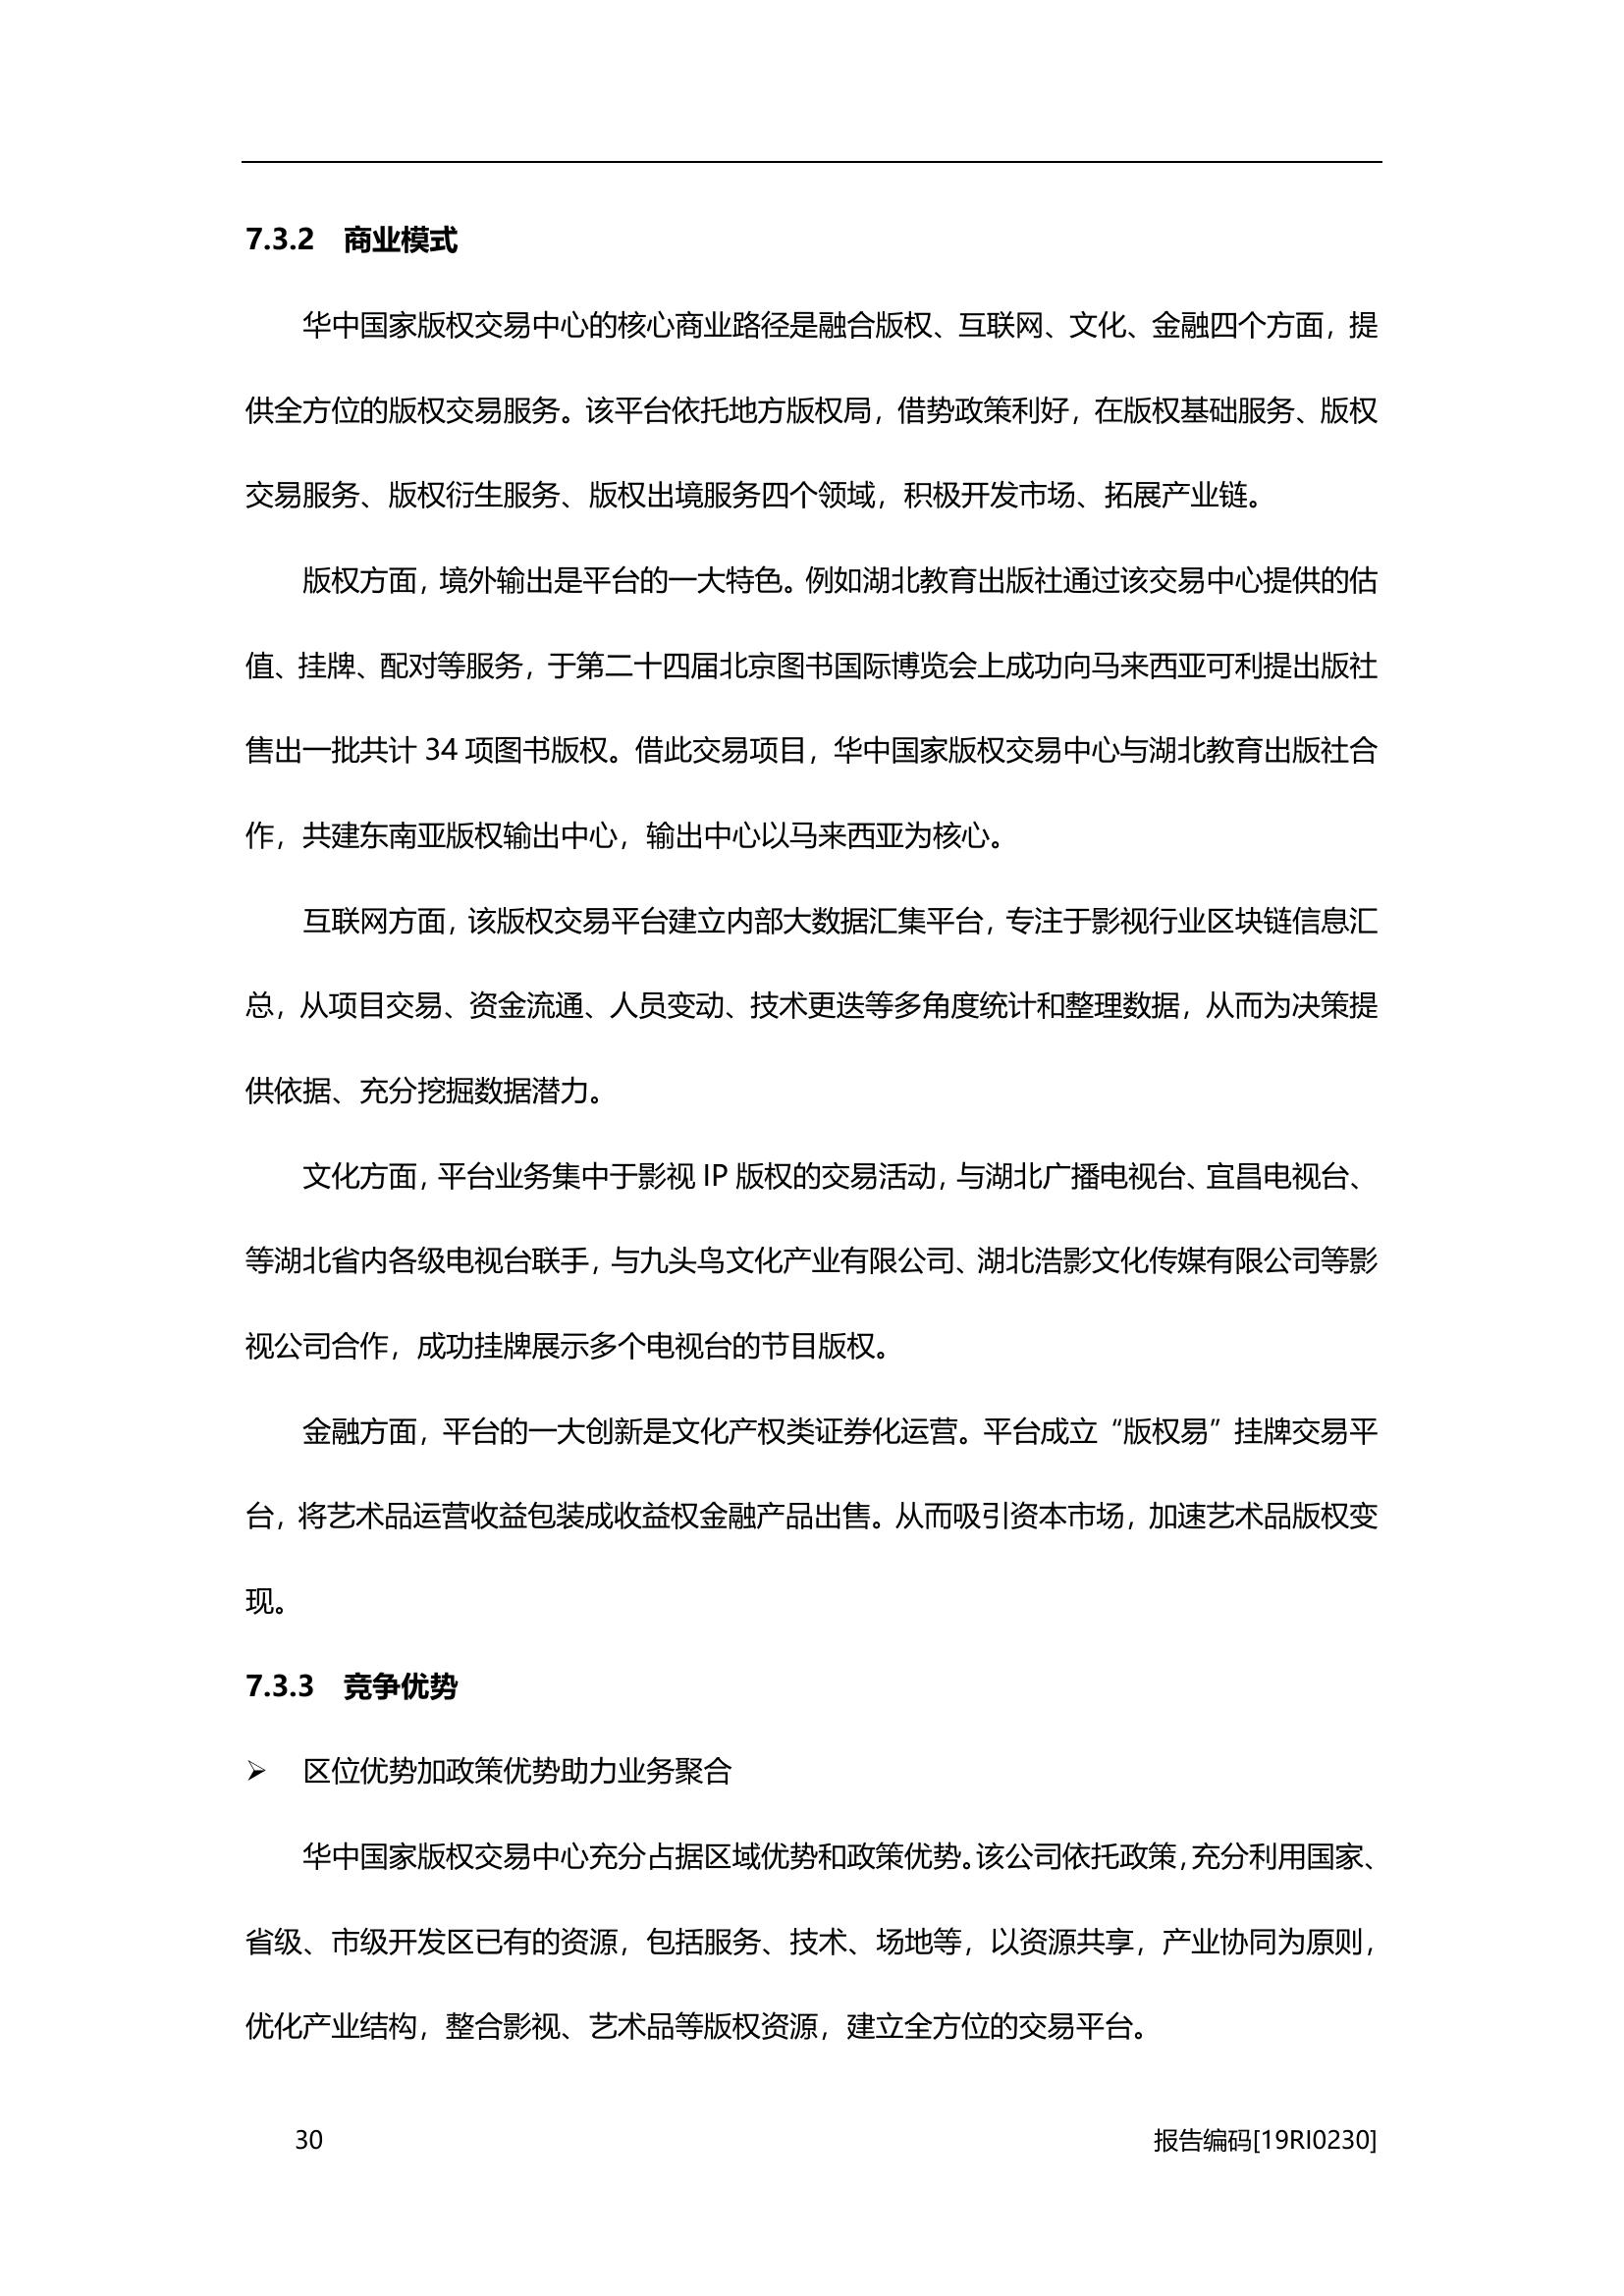 7.3.2 商业模式
华中国家版权交易中心的核心商业路径是融合版权、互联网、文化、金融四个方面，提
供全方位的版权交易服务。该平台依托地方版权局，借势政策利好，在版权基础服务、版权
交易服务、版权衍生服务、版权出境服务四个领域，积极开发市场、拓展产业链。
版权方面，境外输出是平台的一大特色。例如湖北教育出版社通过该交易中心提供的估
值、挂牌、配对等服务，于第二十四届北京图书国际博览会上成功向马来西亚可利提出版社
售出一批共计 34 项图书版权。借此交易项目，华中国家版权交易中心与湖北教育出版社合
作，共建东南亚版权输出中心，输出中心以马来西亚为核心。
互联网方面，该版权交易平台建立内部大数据汇集平台，专注于影视行业区块链信息汇
总，从项目交易、资金流通、人员变动、技术更迭等多角度统计和整理数据，从而为决策提
供依据、充分挖掘数据潜力。
文化方面，平台业务集中于影视 IP 版权的交易活动，与湖北广播电视台、宜昌电视台、
等湖北省内各级电视台联手，与九头鸟文化产业有限公司、湖北浩影文化传媒有限公司等影
视公司合作，成功挂牌展示多个电视台的节目版权。
金融方面，平台的一大创新是文化产权类证券化运营。平台成立“版权易”挂牌交易平
台，将艺术品运营收益包装成收益权金融产品出售。从而吸引资本市场，加速艺术品版权变
现。
7.3.3 竞争优势
➢ 区位优势加政策优势助力业务聚合
华中国家版权交易中心充分占据区域优势和政策优势。该公司依托政策，充分利用国家、
省级、市级开发区已有的资源，包括服务、技术、场地等，以资源共享，产业协同为原则，
优化产业结构，整合影视、艺术品等版权资源，建立全方位的交易平台。
30 报告编码[19RI0230]